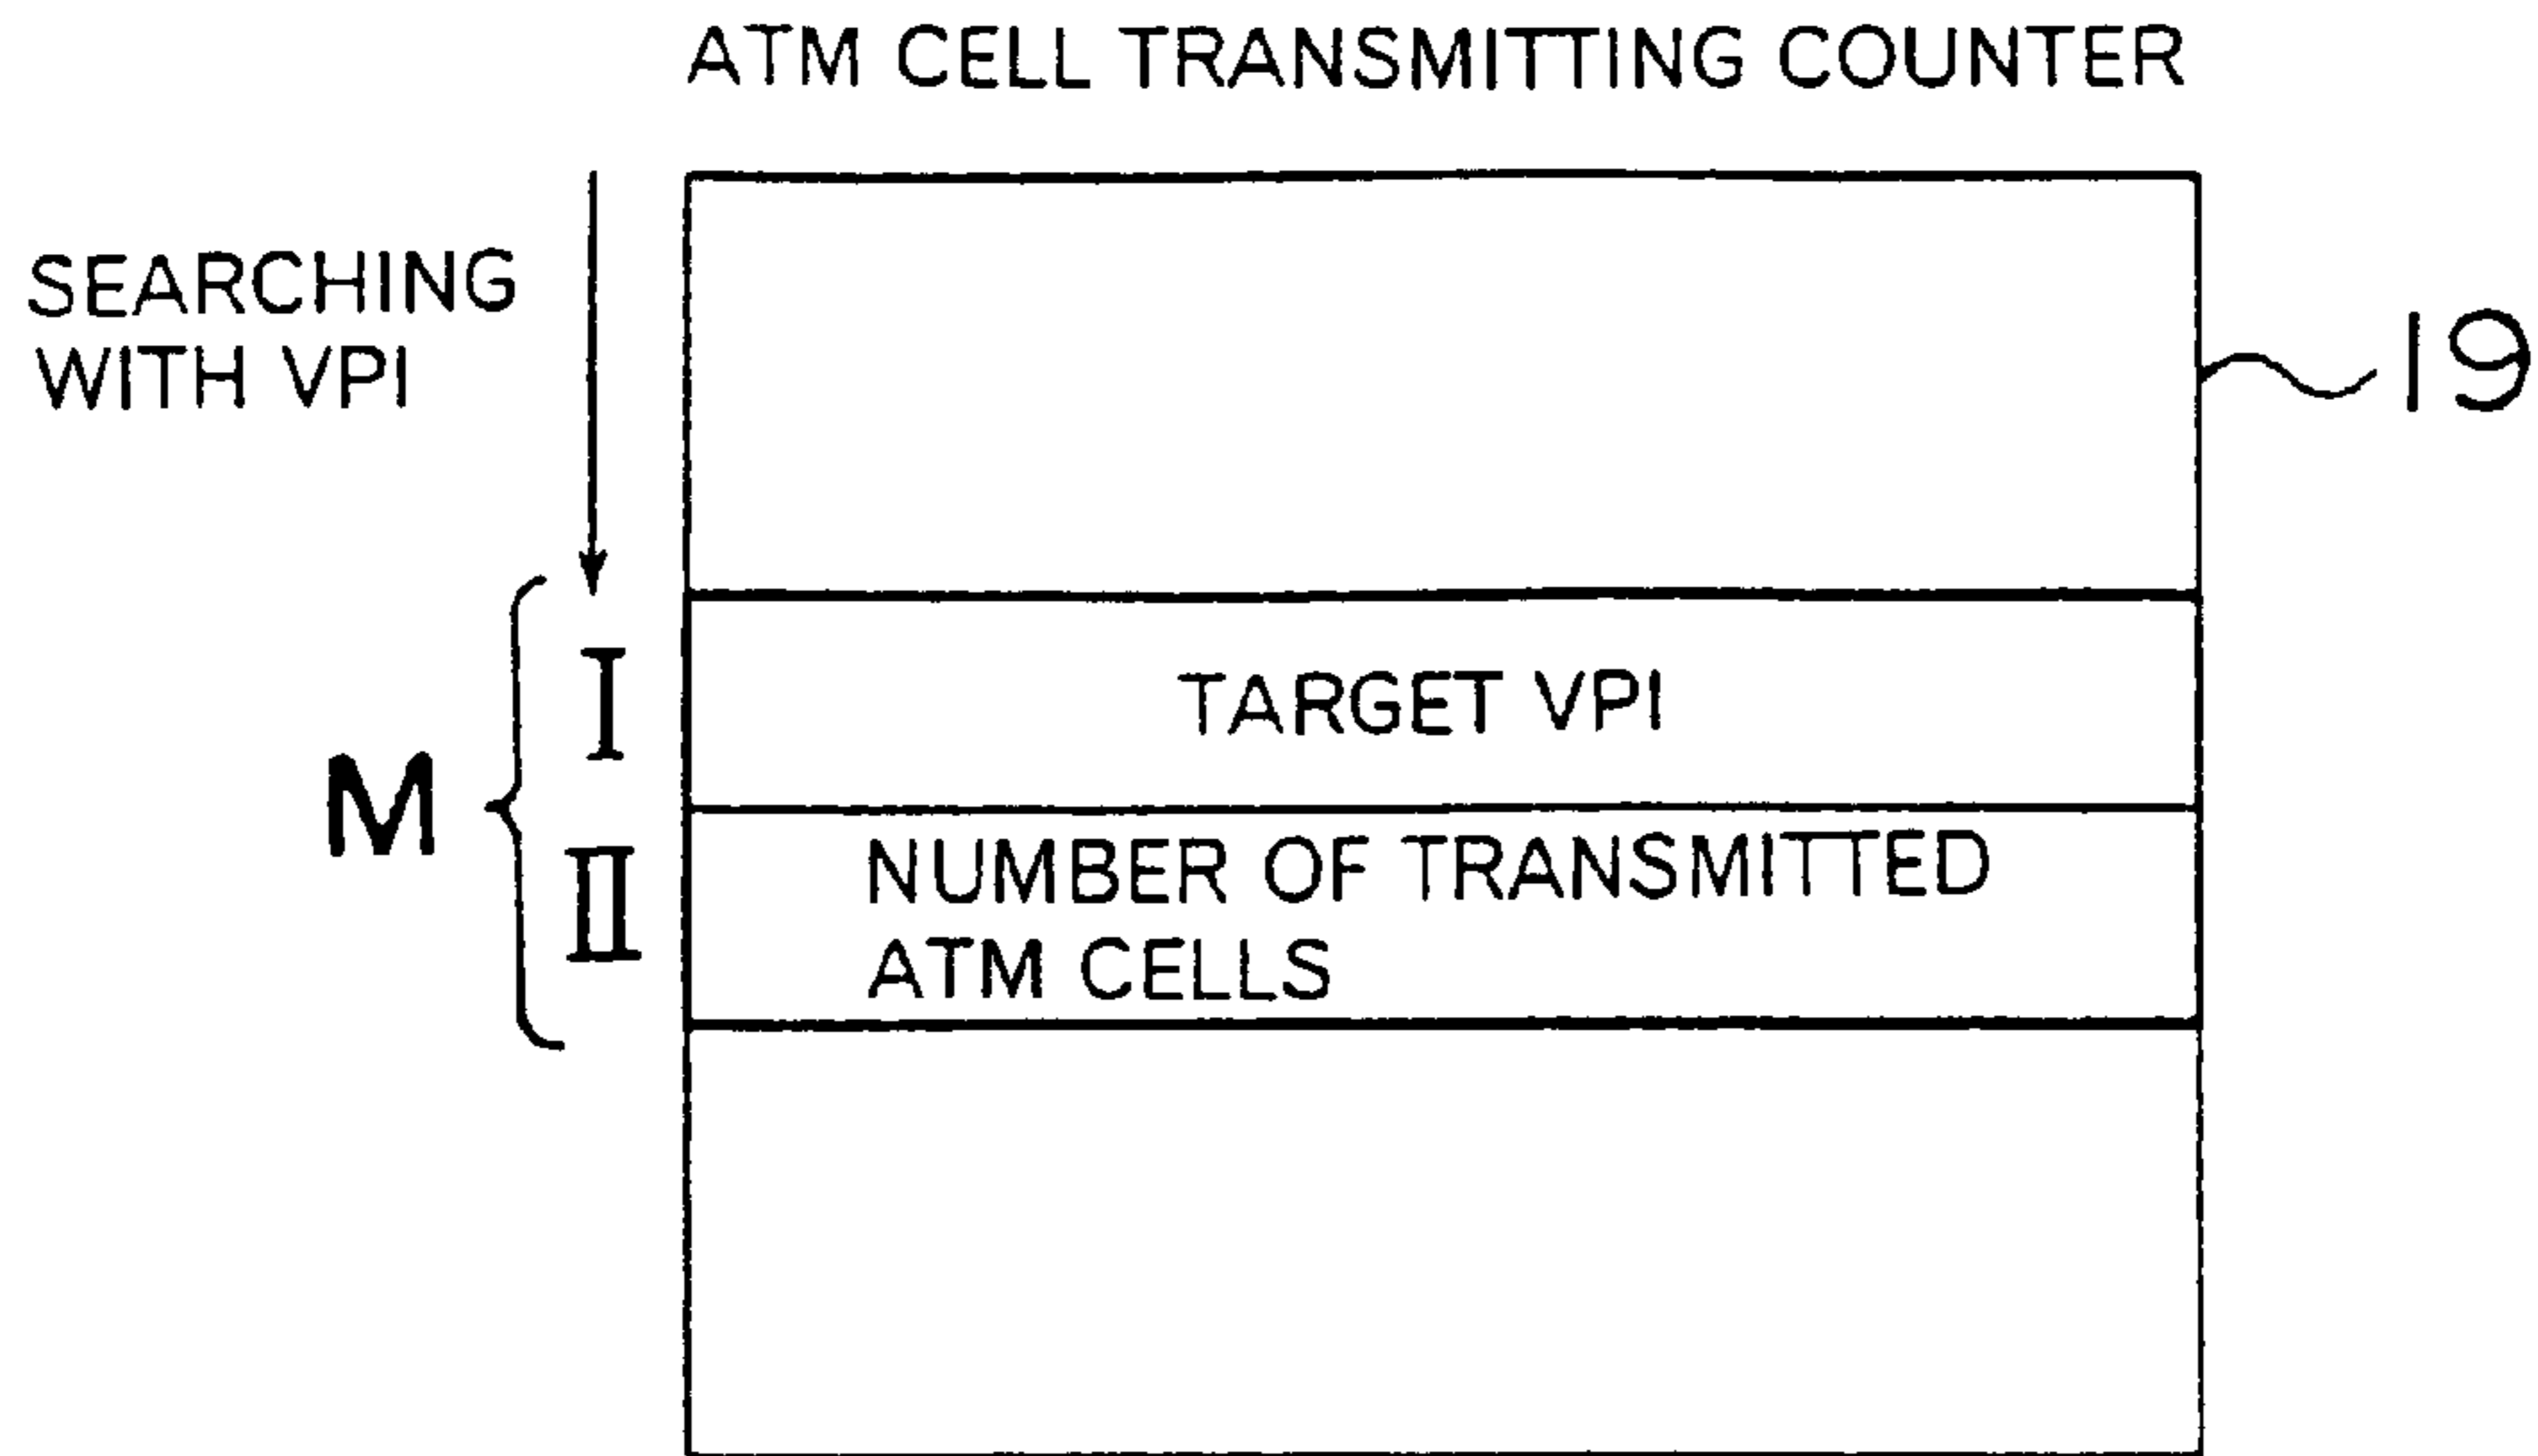 ATM CELL TRANSMITTING COUNTER
SEARCHING
WITH VPI
19
M
I
TARGET VPI
II
NUMBER OF TRANSMITTED
ATM CELLS